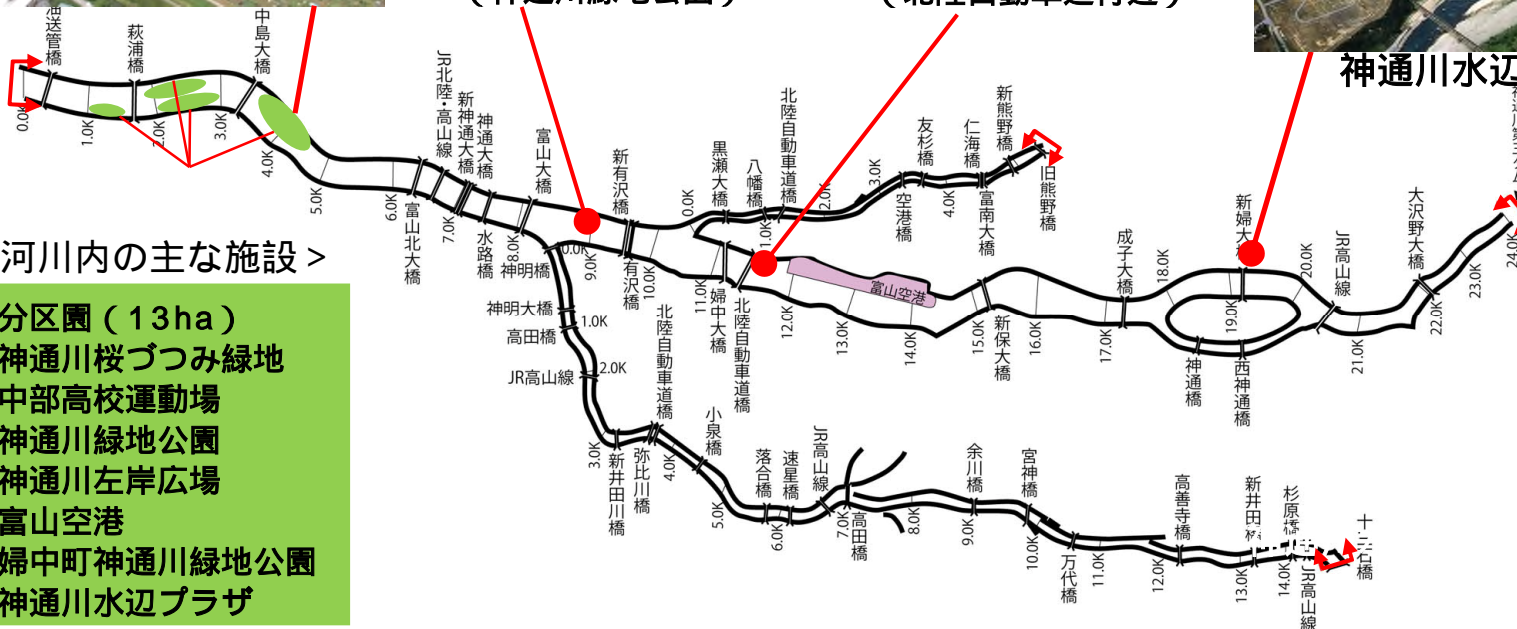 (神通川緑地公園)
(北陸自動車道付近)
神通川水辺
油送管橋
萩浦橋
中島大橋
JR北陸・高山線
新神通大橋
神通大橋
富山大橋
新有沢橋
黒瀬大橋
八幡橋
北陸自動車道橋
友杉橋
仁海橋
新熊野橋
旧熊野橋
空港橋
富南大橋
0.0K
1.0K
2.0K
3.0K
4.0K
5.0K
6.0K
7.0K
8.0K
9.0K
10.0K
11.0K
12.0K
13.0K
14.0K
15.0K
16.0K
17.0K
18.0K
19.0K
20.0K
21.0K
22.0K
23.0K
24.0K
0.0K
1.0K
2.0K
3.0K
4.0K
富山北大橋
水路橋
神明橋
有沢橋
婦中大橋
北陸自動車道橋
富山空港
新保大橋
成子大橋
新婦大
神通橋
西神通橋
JR高山線
大沢野大橋
河川内の主な施設>
分区園(13ha)
神通川桜づつみ緑地
中部高校運動場
神通川緑地公園
神通川左岸広場
富山空港
婦中町神通川緑地公園
神通川水辺プラザ
0.0K
神明大橋
1.0K
高田橋
JR高山線
2.0K
北陸自動車道橋
3.0K
新井田川橋
弥比川橋
4.0K
小泉橋
5.0K
落合橋
6.0K
速星橋
JR高山線
7.0K
高田橋
8.0K
余川橋
9.0K
宮神橋
10.0K
万代橋
11.0K
高善寺橋
12.0K
新井田橋
13.0K
杉原橋
14.0K
JR高山線